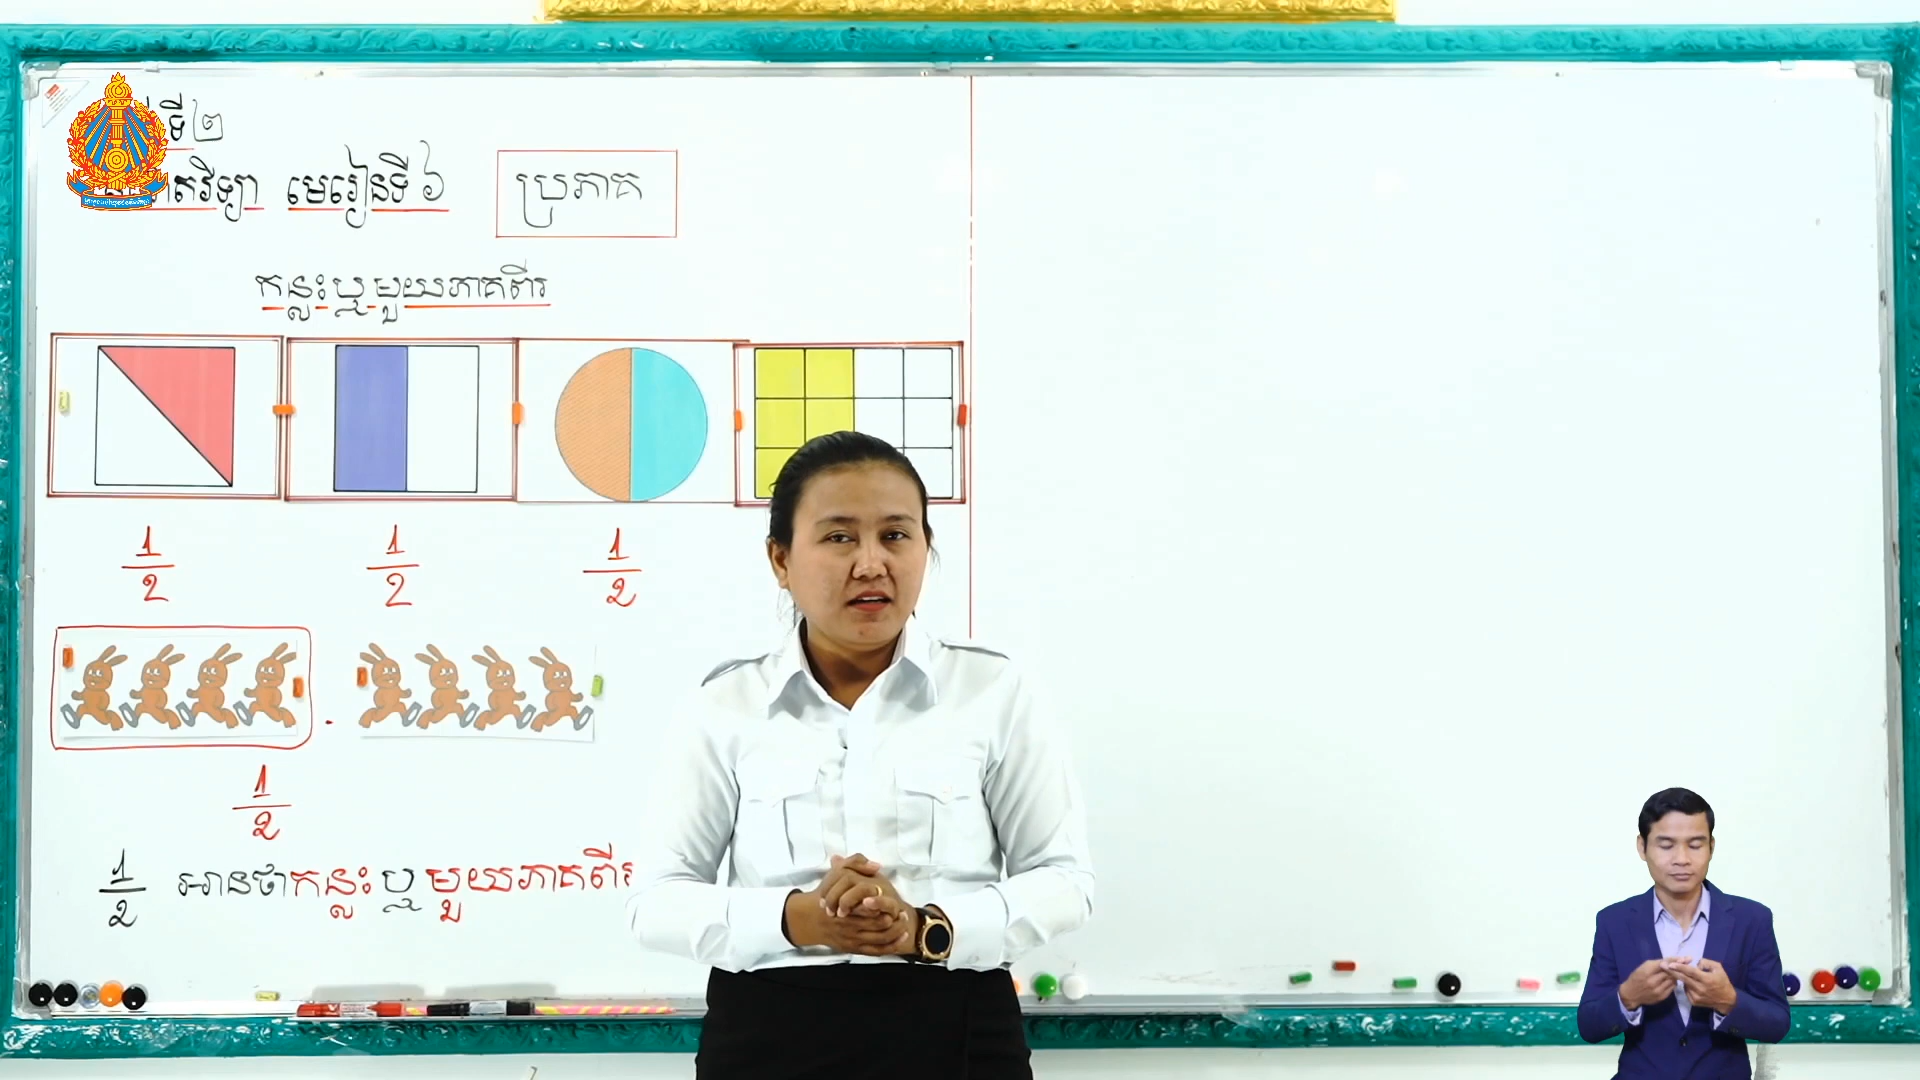 ទី២
មេរៀនទី៦
ប្រភាគ
កន្លះឬមួយភាគពីរ
1/2 1/2 1/2
1/2
1/2 អានថាកន្លះ ឬ មួយភាគពីរ